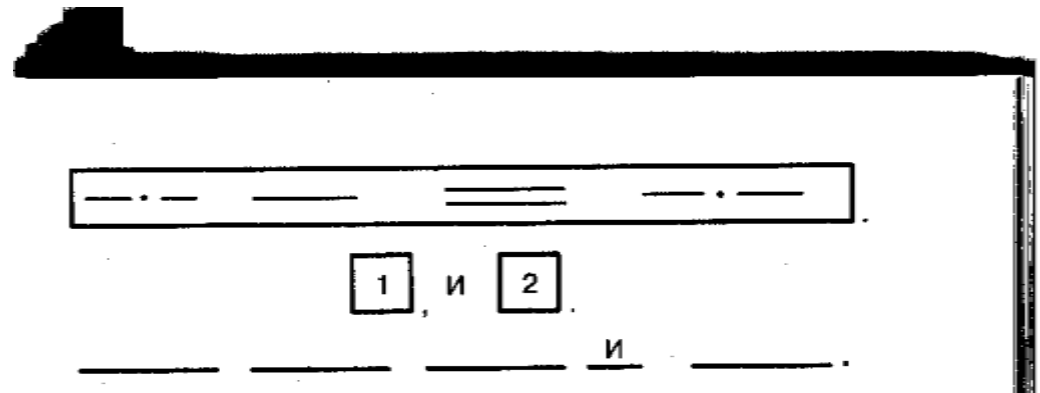 .
1, и 2.
и .